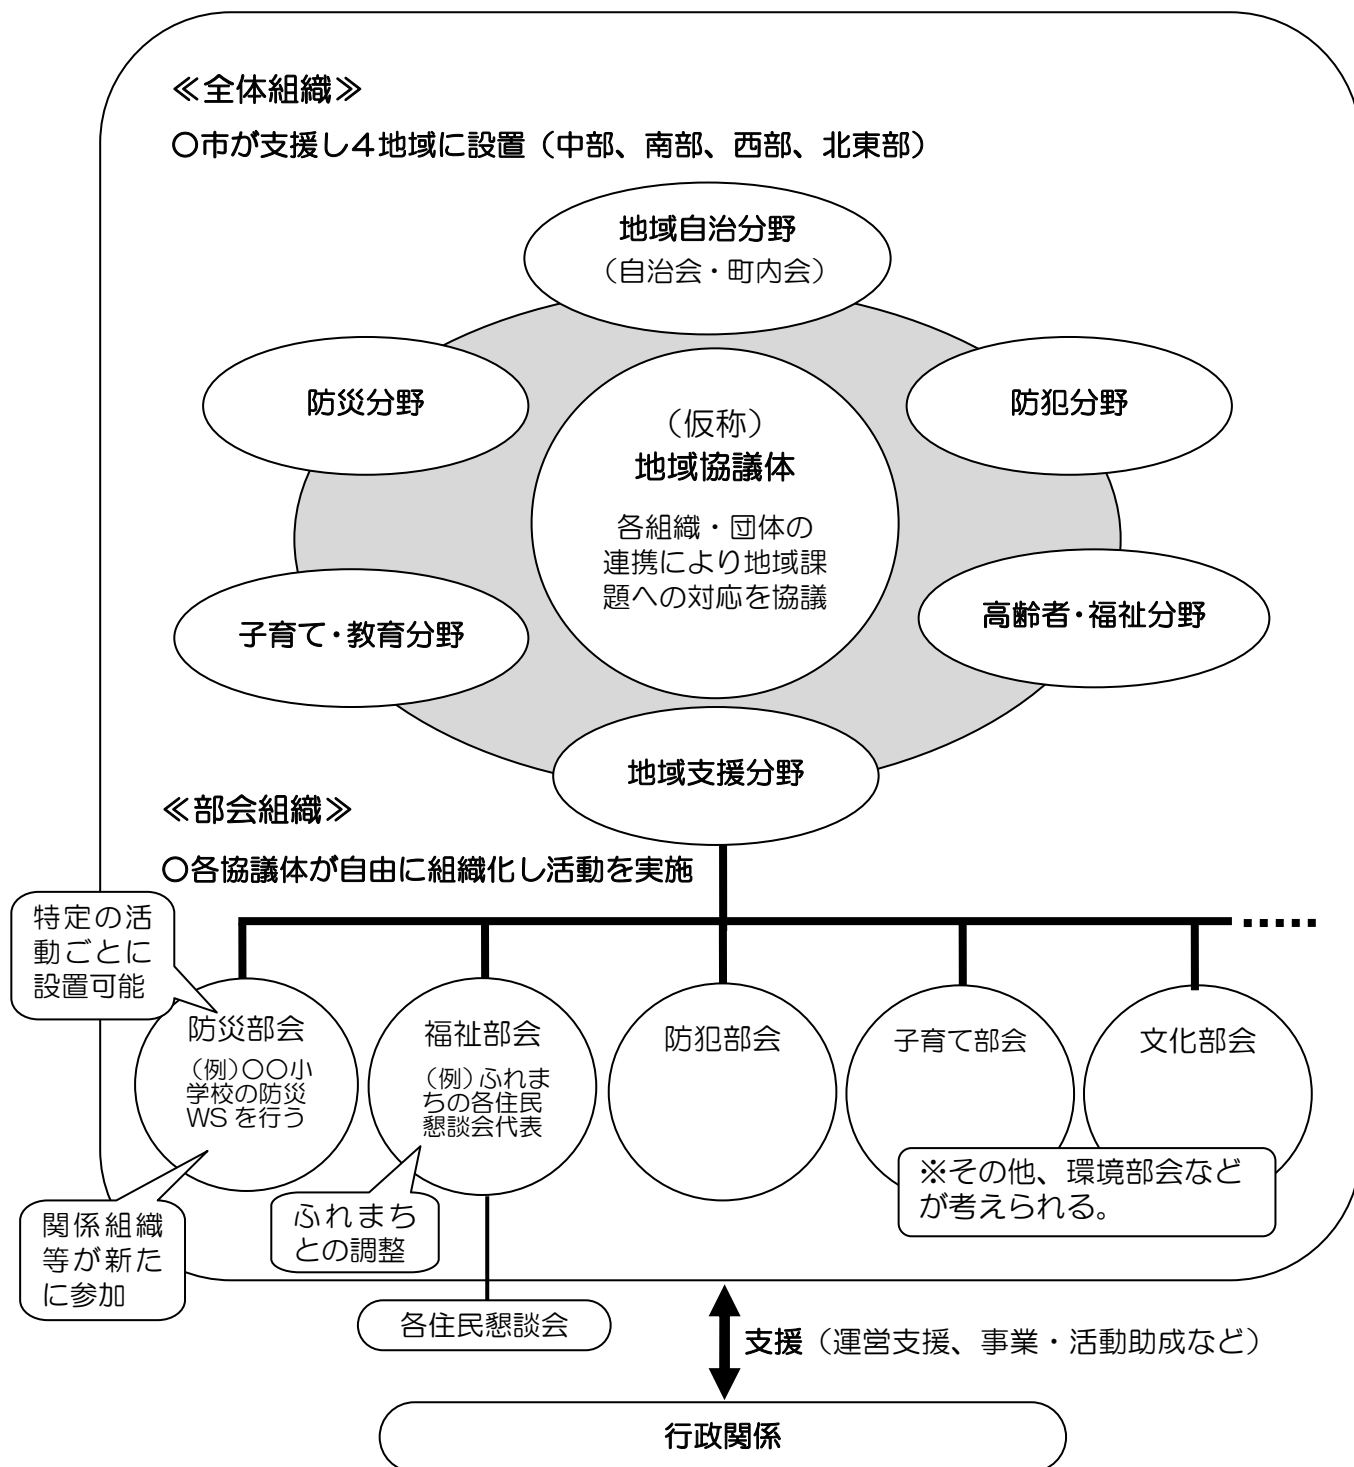 ≪全体組織≫
〇市が支援し４地域に設置（中部、南部、西部、北東部）
地域自治分野
（自治会・町内会）
防災分野
防犯分野
（仮称）
地域協議体
各組織・団体の
連携により地域課
題への対応を協議
子育て・教育分野
高齢者・福祉分野
地域支援分野
≪部会組織≫
〇各協議体が自由に組織化し活動を実施
特定の活
動ごとに
設置可能
防災部会
（例）〇〇小
学校の防災
WSを行う
福祉部会
（例）ふれま
ちの各住民
懇談会代表
防犯部会
子育て部会
文化部会
※その他、環境部会など
が考えられる。
関係組織
等が新た
に参加
ふれまち
との調整
各住民懇談会
支援（運営支援、事業・活動助成など）
行政関係